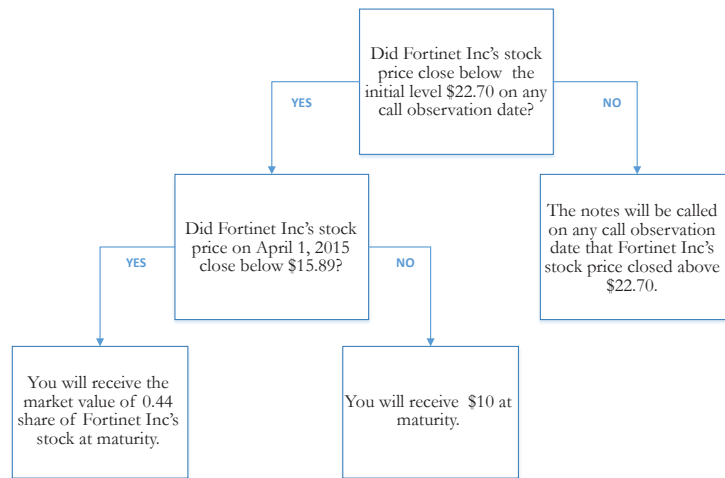 Did Fortinet Inc's stock
price close below the
initial level $22.70 on any
call observation date?
YES
NO
Did Fortinet Inc's stock
price on April 1, 2015
close below $15.89?
The notes will be called
on any call observation
date that Fortinet Inc's
stock price closed above
$22.70.
YES
NO
You will receive the
market value of 0.44
share of Fortinet Inc's
stock at maturity.
You will receive $10 at
maturity.